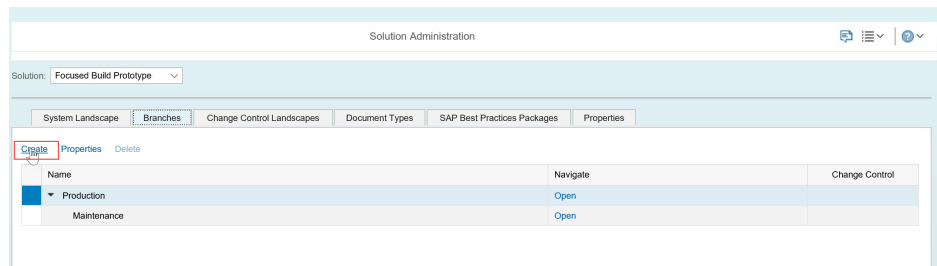 Solution Administration
Solution: Focused Build Prototype
System Landscape Branches Change Control Landscapes Document Types SAP Best Practices Packages Properties
Create Properties Delete
Name Navigate Change Control
Production Open
Maintenance Open